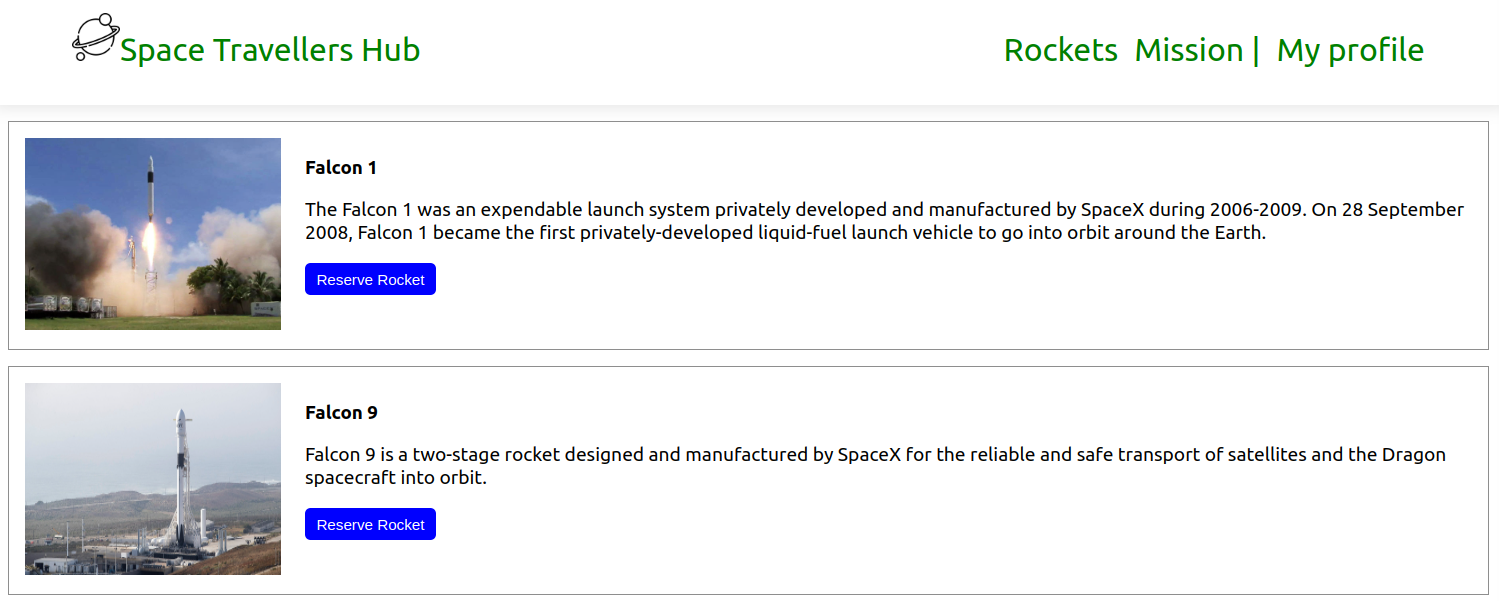 Space Travellers Hub
Rockets Mission | My profile
Falcon 1
The Falcon 1 was an expendable launch system privately developed and manufactured by SpaceX during 2006-2009. On 28 September
2008, Falcon 1 became the first privately-developed liquid-fuel launch vehicle to go into orbit around the Earth.
Reserve Rocket
Falcon 9
Falcon 9 is a two-stage rocket designed and manufactured by SpaceX for the reliable and safe transport of satellites and the Dragon
spacecraft into orbit.
Reserve Rocket